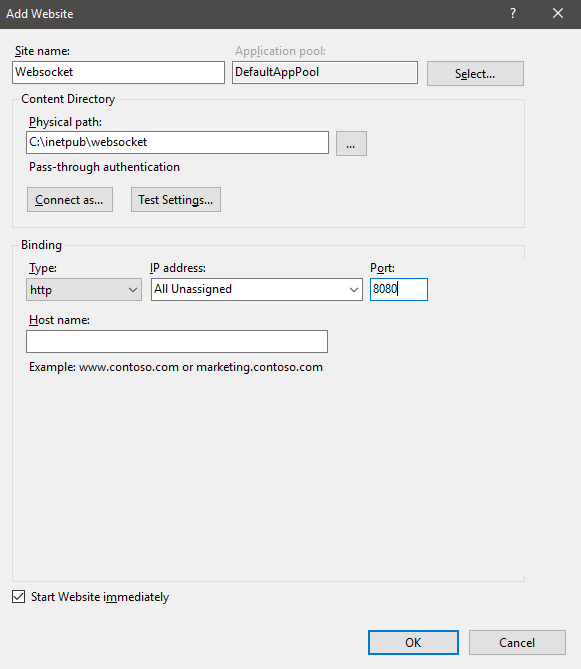 Add Website
?
Site name: Application pool:
Websocket DefaultAppPool Select...
Content Directory
Physical path:
C:\inetpub\websocket ...
Pass-through authentication
Connect as... Test Settings...
Binding
Type: IP address: Port:
http All Unassigned 8080
Host name:
Example: www.contoso.com or marketing.contoso.com
Start Website immediately
OK Cancel